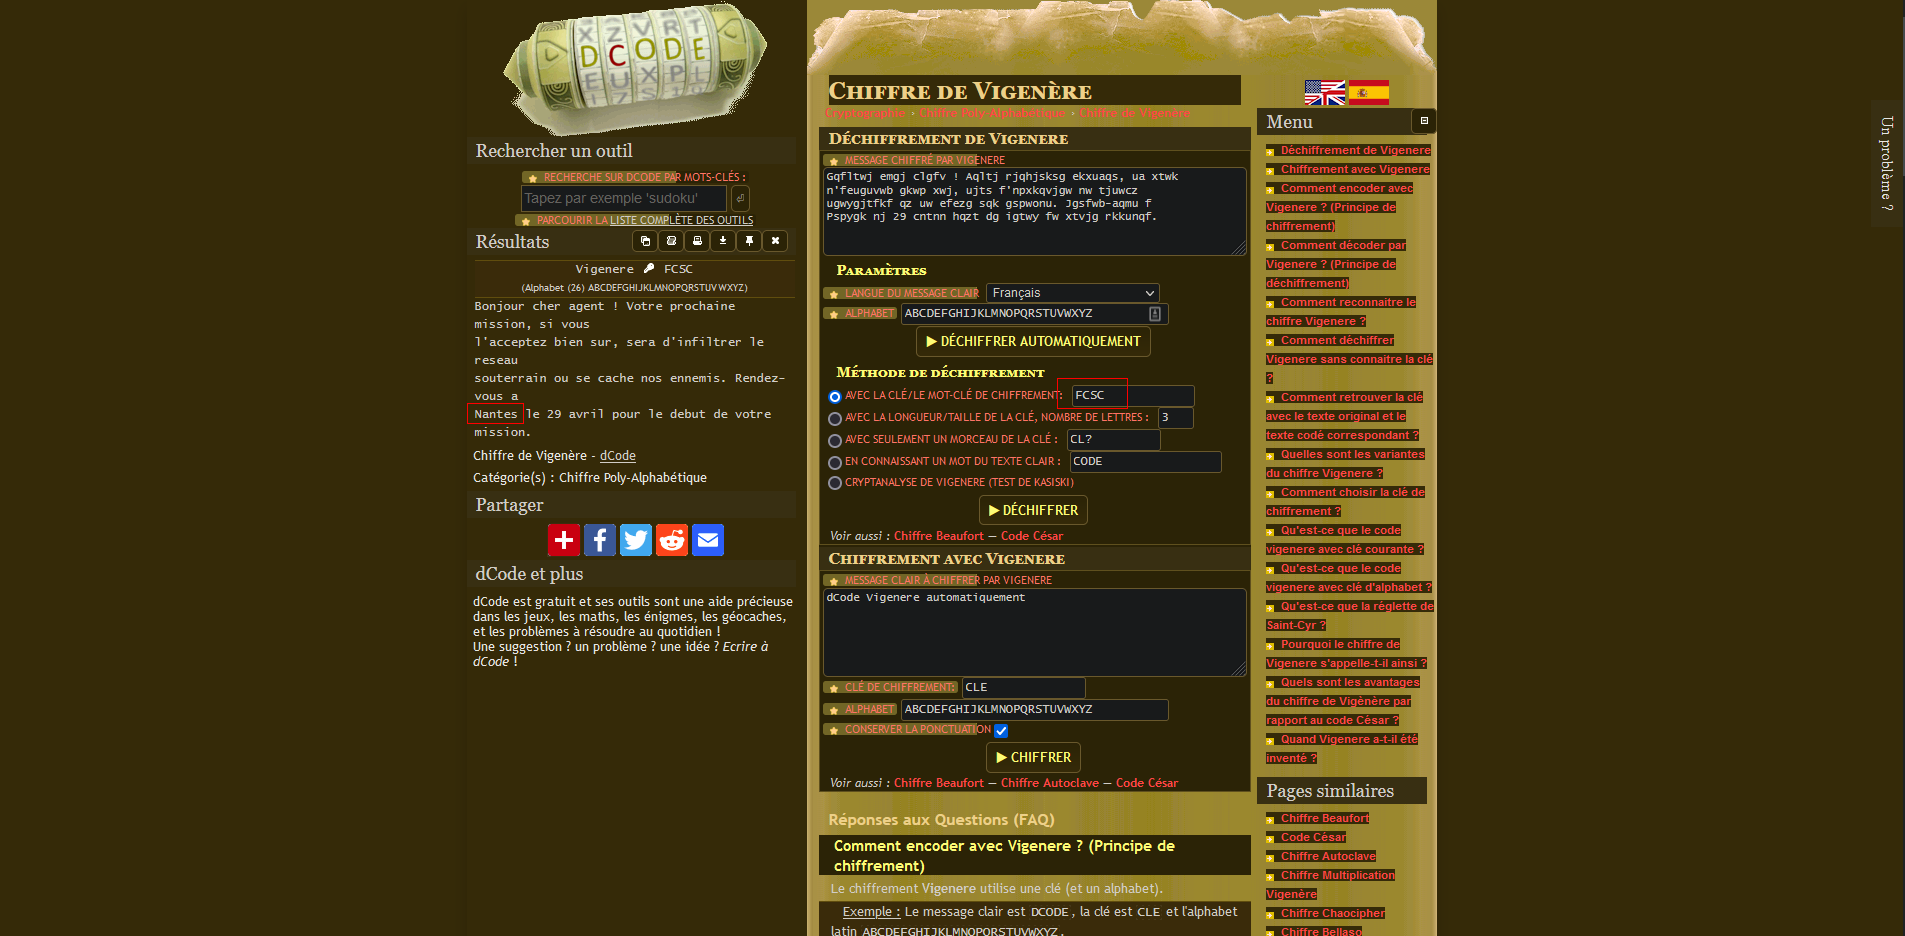 DCODE
Rechercher un outil
RECHERCHE SUR DCODE PAR MOTS-CLÉS :
Tapez par exemple 'sudoku'
PARCOURIR LA LISTE COMPLÈTE DES OUTILS
Résultats
Vigenere FCSC
(Alphabet (26) ABCDEFGHIJKLMNOPQRSTUVWXYZ)
Bonjour cher agent ! Votre prochaine
mission, si vous
l'acceptez bien sur, sera d'infiltrer le
reseau
souterrain ou se cache nos ennemis. Rendez-
vous a
Nantes le 29 avril pour le debut de votre
mission.
Chiffre de Vigenère - dCode
Catégorie(s) : Chiffre Poly-Alphabétique
Partager
dCode et plus
dCode est gratuit et ses outils sont une aide précieuse
dans les jeux, les maths, les énigmes, les géocaches,
et les problèmes à résoudre au quotidien !
Une suggestion ? un problème ? une idée ? Ecrire à
dCode !
Chiffre de Vigenère
Cryptographie › Chiffre Poly-Alphabétique › Chiffre de Vigenère
Déchiffrement de Vigenere
MESSAGE CHIFFRÉ PAR VIGENERE
Gqfltwj emgj clgfv ! Aqltj rjqhjsksg ekxuaqs, ua xtwk
n'feuguvwb gkwp xwj, ujts f'npxkqvjgw nw tjuwcz
ugwygjtfkf qz uw efezg sqk gspwonu. Jgsfwb-aqmu f
Pspygk nj 29 cntnn hqzt dg igtwy fw xtvjg rkkunqf.
Paramètres
LANGUE DU MESSAGE CLAIR Français
ALPHABET ABCDEFGHIJKLMNOPQRSTUVWXYZ
▶ DÉCHIFFRER AUTOMATIQUEMENT
Méthode de déchiffrement
AVEC LA CLÉ/LE MOT-CLÉ DE CHIFFREMENT: FCSC
AVEC LA LONGUEUR/TAILLE DE LA CLÉ, NOMBRE DE LETTRES : 3
AVEC SEULEMENT UN MORCEAU DE LA CLÉ : CL?
EN CONNAISSANT UN MOT DU TEXTE CLAIR : CODE
CRYPTANALYSE DE VIGENERE (TEST DE KASISKI)
▶ DÉCHIFFRER
Voir aussi : Chiffre Beaufort — Code César
Chiffrement avec Vigenere
MESSAGE CLAIR À CHIFFRER PAR VIGENERE
dCode Vigenere automatiquement
CLÉ DE CHIFFREMENT: CLE
ALPHABET ABCDEFGHIJKLMNOPQRSTUVWXYZ
CONSERVER LA PONCTUATION
▶ CHIFFRER
Voir aussi : Chiffre Beaufort — Chiffre Autoclave — Code César
Réponses aux Questions (FAQ)
Comment encoder avec Vigenere ? (Principe de
chiffrement)
Le chiffrement Vigenere utilise une clé (et un alphabet).
Exemple : Le message clair est DCODE, la clé est CLE et l'alphabet
latin ABCDEFGHIJKLMNOPQRSTUVWXYZ.
Menu
Déchiffrement de Vigenere
Chiffrement avec Vigenere
Comment encoder avec
Vigenere ? (Principe de
chiffrement)
Comment décoder par
Vigenere ? (Principe de
déchiffrement)
Comment reconnaitre le
chiffre Vigenere ?
Comment déchiffrer
Vigenere sans connaitre la clé
?
Comment retrouver la clé
avec le texte original et le
texte codé correspondant ?
Quelles sont les variantes
du chiffre Vigenere ?
Comment choisir la clé de
chiffrement ?
Qu'est-ce que le code
vigenere avec clé courante ?
Qu'est-ce que le code
vigenere avec clé d'alphabet ?
Qu'est-ce que la réglette de
Saint-Cyr ?
Pourquoi le chiffre de
Vigenere s'appelle-t-il ainsi ?
Quels sont les avantages
du chiffre de Vigènère par
rapport au code César ?
Quand Vigenere a-t-il été
inventé ?
Pages similaires
Chiffre Beaufort
Code César
Chiffre Autoclave
Chiffre Multiplication
Vigenère
Chiffre Chaocipher
Chiffre Bellaso
Un problème ?